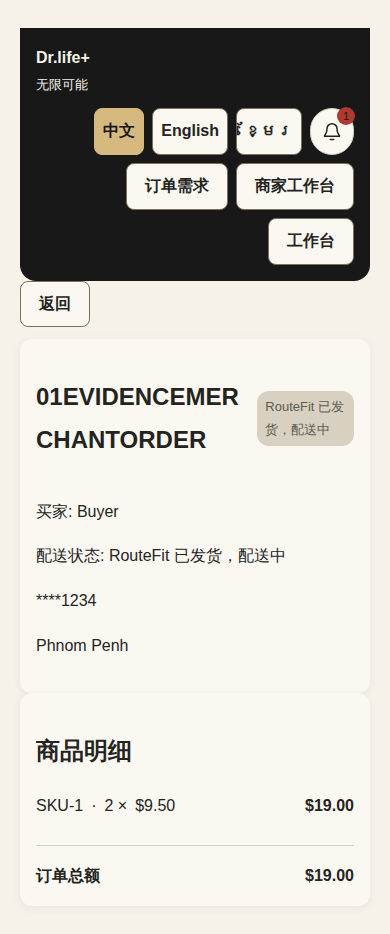 Dr.life+
无限可能
中文
English
ខ្មែរ
1
订单需求
商家工作台
工作台
返回
01EVIDENCEMER
CHANTORDER
RouteFit 已发
货，配送中
买家: Buyer
配送状态: RouteFit 已发货，配送中
****1234
Phnom Penh
商品明细
SKU-1 · 2 × $9.50 $19.00
订单总额 $19.00